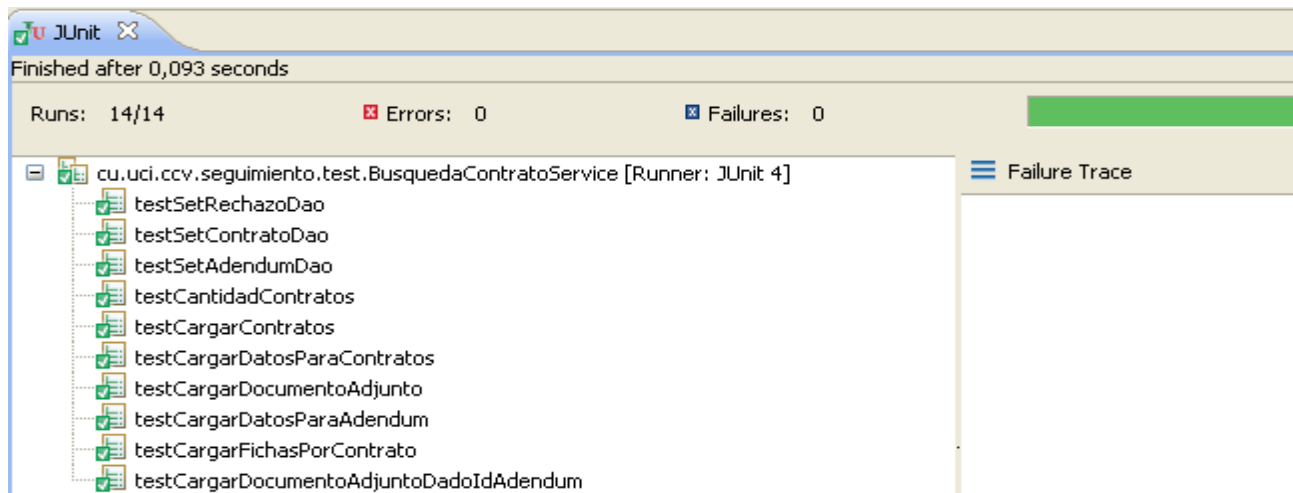 JUnit
Finished after 0,093 seconds
Runs: 14/14 Errors: 0 Failures: 0
cu.uci.ccv.seguimiento.test.BusquedaContratoService [Runner: JUnit 4]
Failure Trace
testSetRechazoDao
testSetContratoDao
testSetAdendumDao
testCantidadContratos
testCargarContratos
testCargarDatosParaContratos
testCargarDocumentoAdjunto
testCargarDatosParaAdendum
testCargarFichasPorContrato
testCargarDocumentoAdjuntoDadoIdAdendum